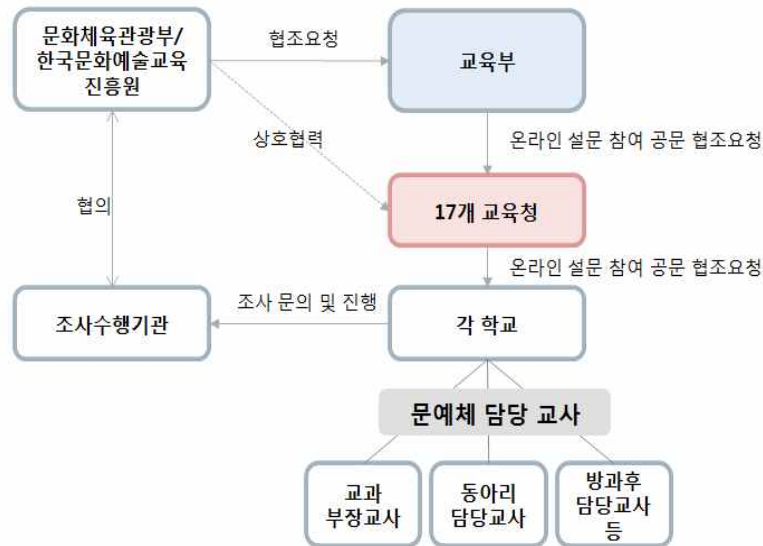 문화체육관광부/
한국문화예술교육
진흥원
협조요청
교육부
상호협력
온라인 설문 참여 공문 협조요청
협의
17개 교육청
온라인 설문 참여 공문 협조요청
조사수행기관
조사 문의 및 진행
각 학교
문예체 담당 교사
교과
부장교사
동아리
담당교사
방과후
담당교사
등